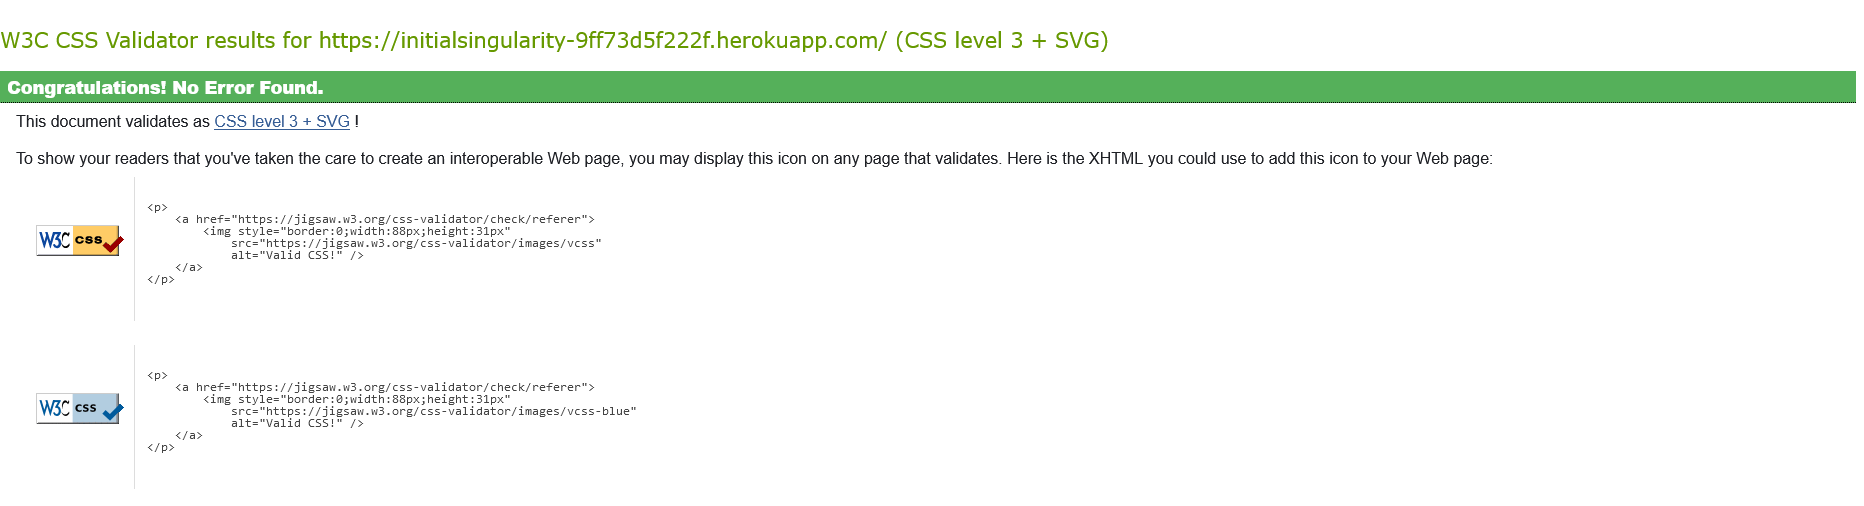 W3C CSS Validator results for https://initialsingularity-9ff73d5f222f.herokuapp.com/ (CSS level 3 + SVG)
Congratulations! No Error Found.
This document validates as CSS level 3 + SVG !
To show your readers that you've taken the care to create an interoperable Web page, you may display this icon on any page that validates. Here is the XHTML you could use to add this icon to your Web page:
W3C css
<p>
    <a href="https://jigsaw.w3.org/css-validator/check/referer">
        <img style="border:0;width:88px;height:31px"
            src="https://jigsaw.w3.org/css-validator/images/vcss"
            alt="Valid CSS!" />
    </a>
</p>
W3C css
<p>
    <a href="https://jigsaw.w3.org/css-validator/check/referer">
        <img style="border:0;width:88px;height:31px"
            src="https://jigsaw.w3.org/css-validator/images/vcss-blue"
            alt="Valid CSS!" />
    </a>
</p>